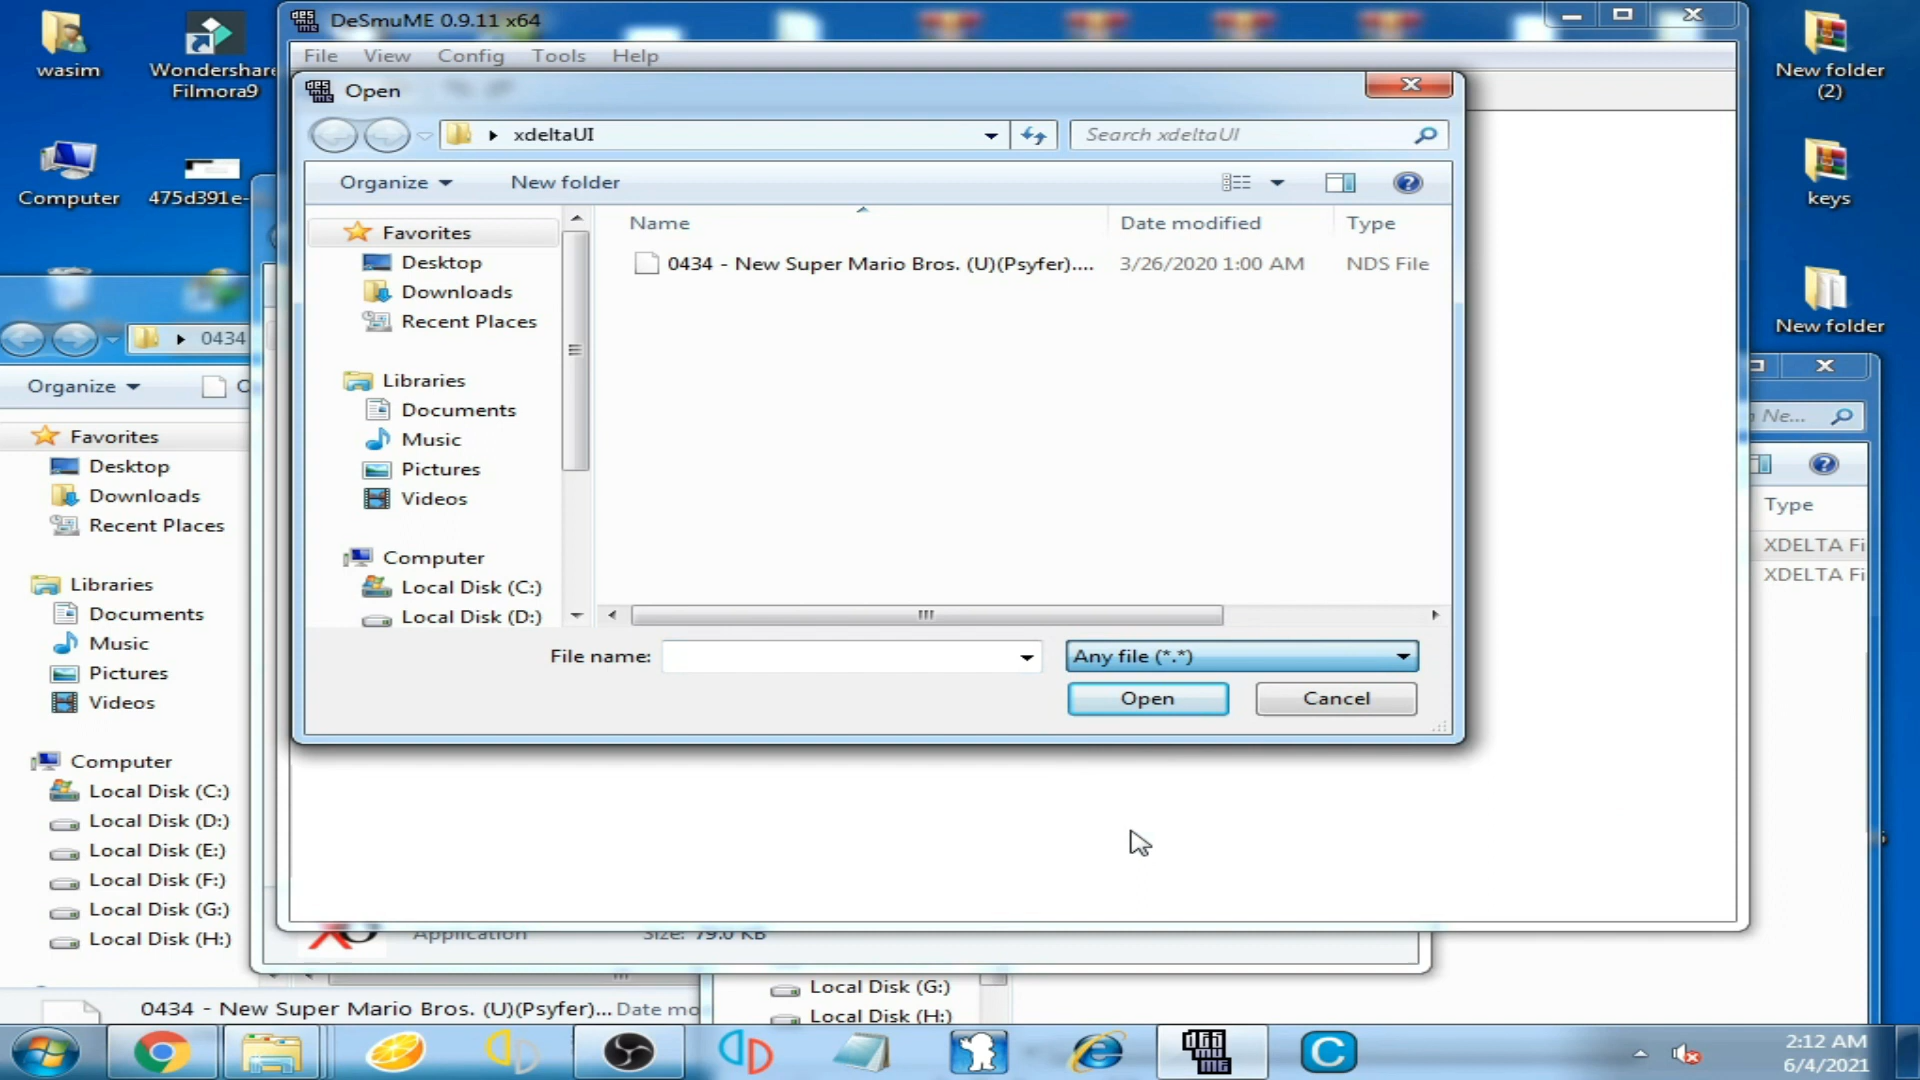 DeSmuME 0.9.11 x64
File View Config Tools Help
Open
xdeltaUI
Search xdeltaUI
Organize
New folder
Name
Date modified
Type
0434 - New Super Mario Bros. (U)(Psyfer)....
3/26/2020 1:00 AM
NDS File
Favorites
Desktop
Downloads
Recent Places
Libraries
Documents
Music
Pictures
Videos
Computer
Local Disk (C:)
Local Disk (D:)
File name:
Any file (*.*)
Open
Cancel
wasim
Wondershare
Filmora9
Computer
475d391e-
0434
Organize
Favorites
Desktop
Downloads
Recent Places
Libraries
Documents
Music
Pictures
Videos
Computer
Local Disk (C:)
Local Disk (D:)
Local Disk (E:)
Local Disk (F:)
Local Disk (G:)
Local Disk (H:)
New folder
(2)
keys
New folder
Ne...
Type
XDELTA Fi
XDELTA Fi
Application
Size: 79.0 KB
Local Disk (G:)
Local Disk (H:)
0434 - New Super Mario Bros. (U)(Psyfer)...
Date mo
2:12 AM
6/4/2021